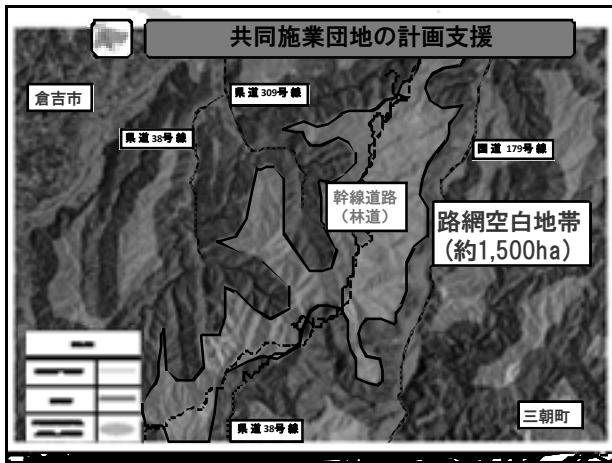 共同施業団地の計画支援
倉吉市
県道309号線
県道38号線
国道179号線
幹線道路
(林道)
路網空白地帯
(約1,500ha)
三朝町
県道38号線